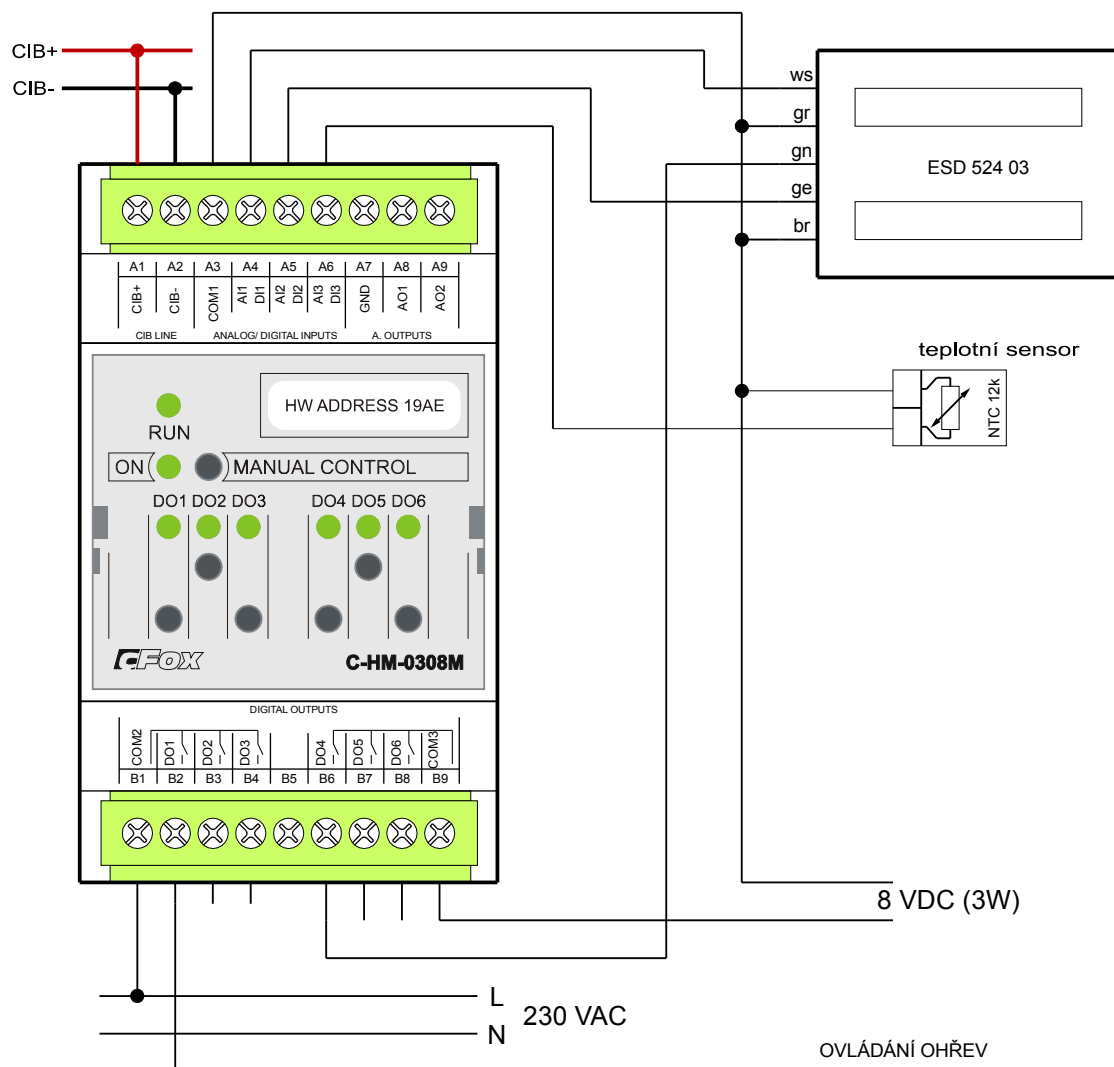 CIB+
CIB-
ws
gr
gn
ge
br
ESD 524 03
A1 A2 A3 A4 A5 A6 A7 A8 A9
CIB+
CIB-
COM1
AI1
DI1
AI2
DI2
AI3
DI3
GND
AO1
AO2
CIB LINE
ANALOG/ DIGITAL INPUTS
A. OUTPUTS
teplotní sensor
NTC 12k
HW ADDRESS 19AE
RUN
ON
MANUAL CONTROL
DO1 DO2 DO3 DO4 DO5 DO6
CFOX
C-HM-0308M
DIGITAL OUTPUTS
COM2
DO1
DO2
DO3
DO4
DO5
DO6
COM3
B1 B2 B3 B4 B5 B6 B7 B8 B9
8 VDC (3W)
L
230 VAC
N
OVLÁDÁNÍ OHŘEV